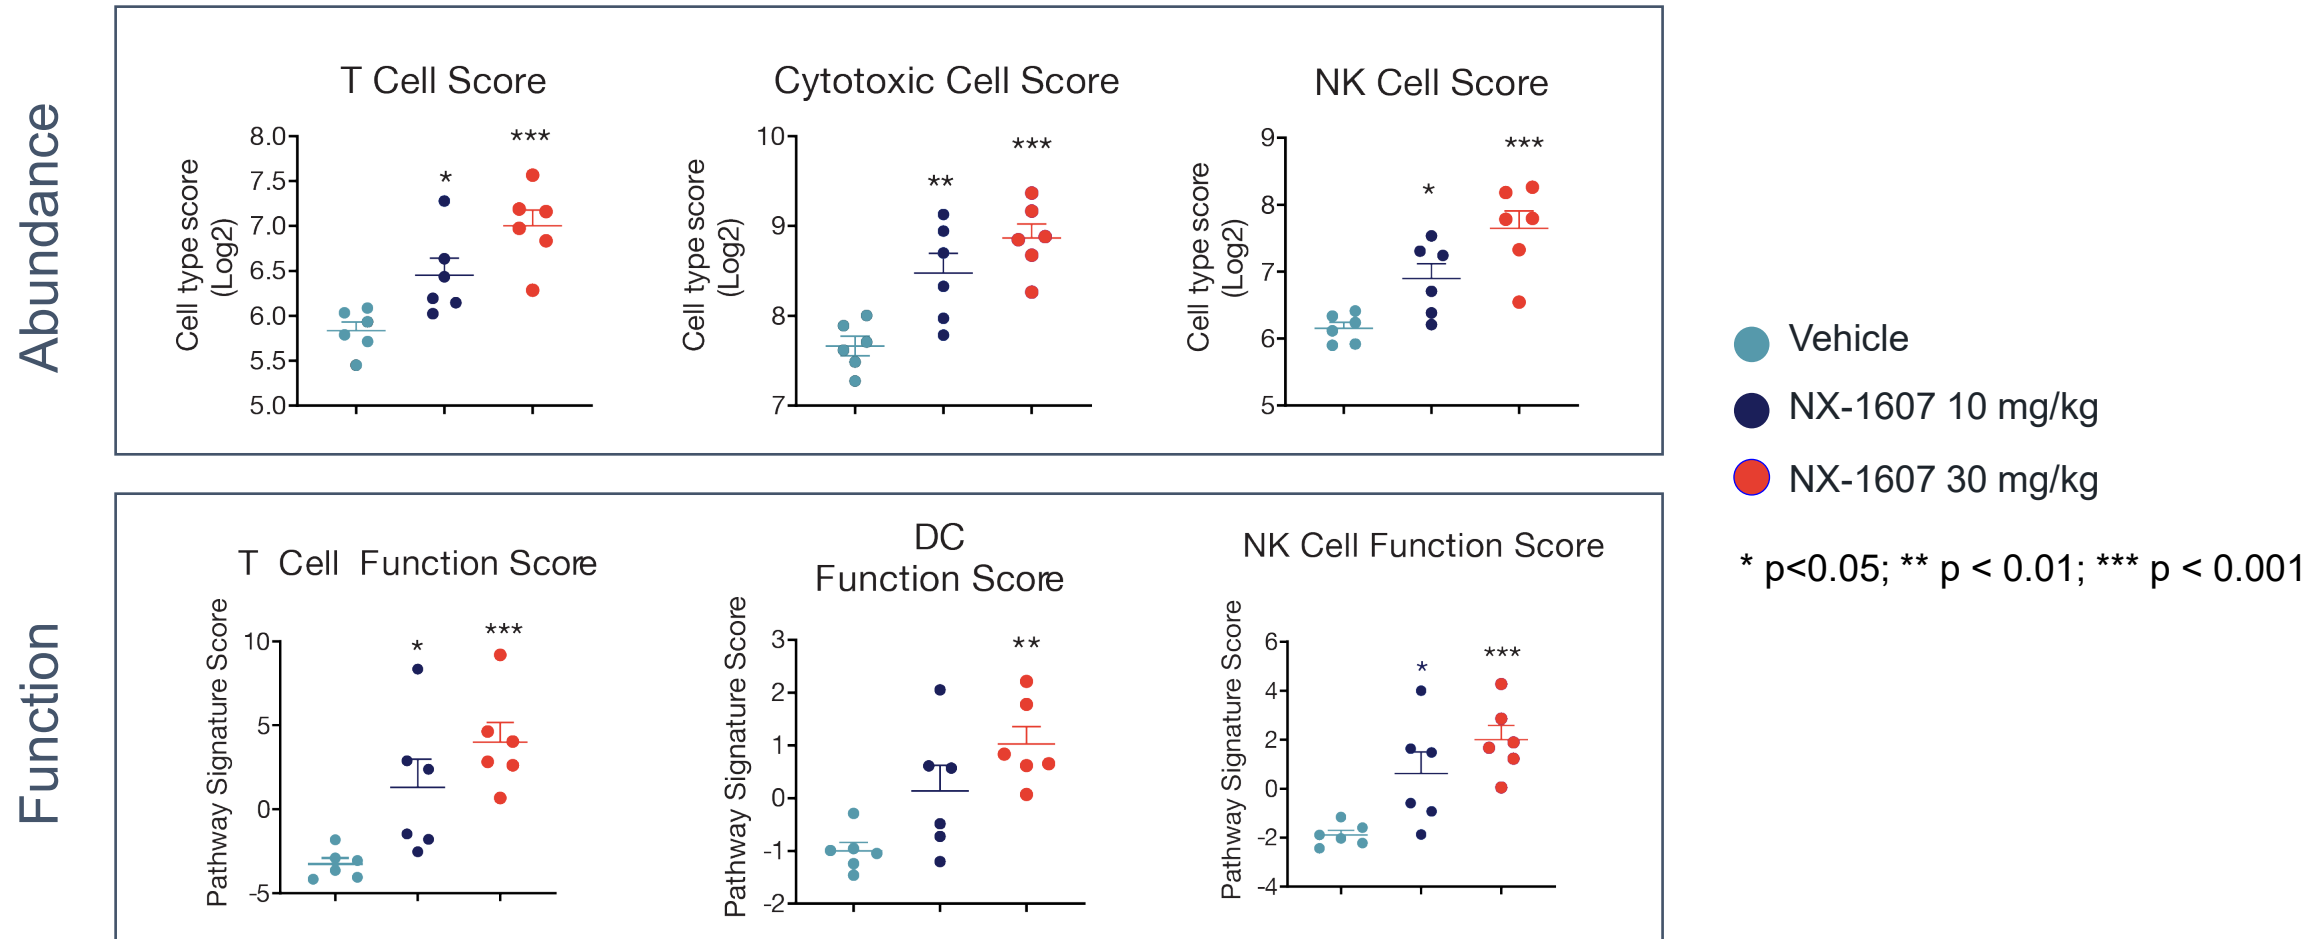 Abundance
T Cell Score
Cell type score
(Log2)
8.0
7.5
7.0
6.5
6.0
5.5
5.0
*
***
Cytotoxic Cell Score
Cell type score
(Log2)
10
9
8
7
**
***
NK Cell Score
Cell type score
(Log2)
9
8
7
6
5
*
***
Vehicle
NX-1607 10 mg/kg
NX-1607 30 mg/kg
* p<0.05; ** p < 0.01; *** p < 0.001
Function
T Cell Function Score
Pathway Signature Score
10
5
0
-5
*
***
DC
Function Score
Pathway Signature Score
3
2
1
0
-1
-2
**
NK Cell Function Score
Pathway Signature Score
6
4
2
0
-2
-4
*
***